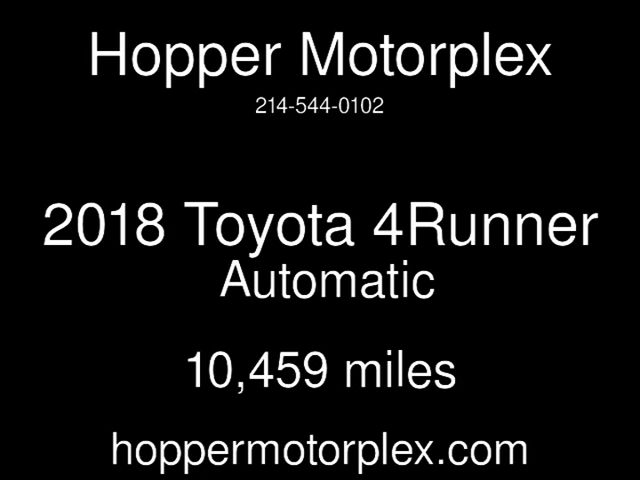 Hopper Motorplex
214-544-0102
2018 Toyota 4Runner
Automatic
10,459 miles
hoppermotorplex.com